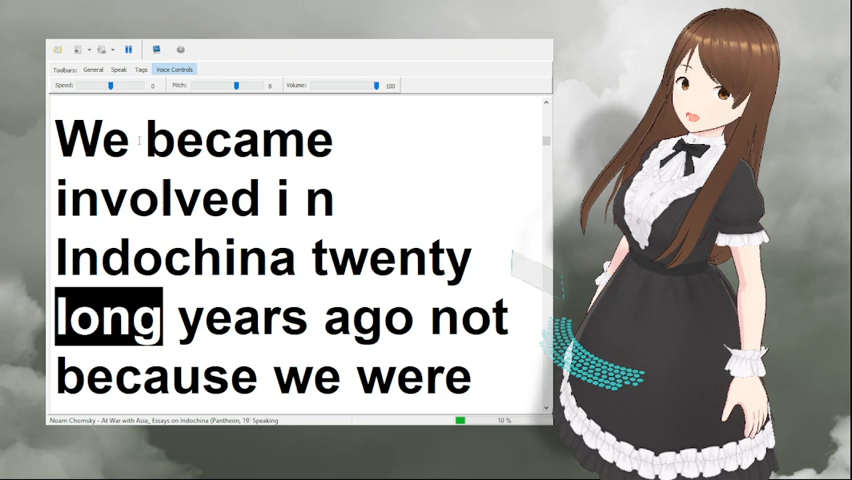 Toolbars: General Speak Tags Voice Controls
Speed: 0 Pitch: 8 Volume: 100
We became
involved i n
Indochina twenty
long years ago not
because we were
Noam Chomsky - At War with Asia_ Essays on Indochina (Pantheon, 19' Speaking 10 %